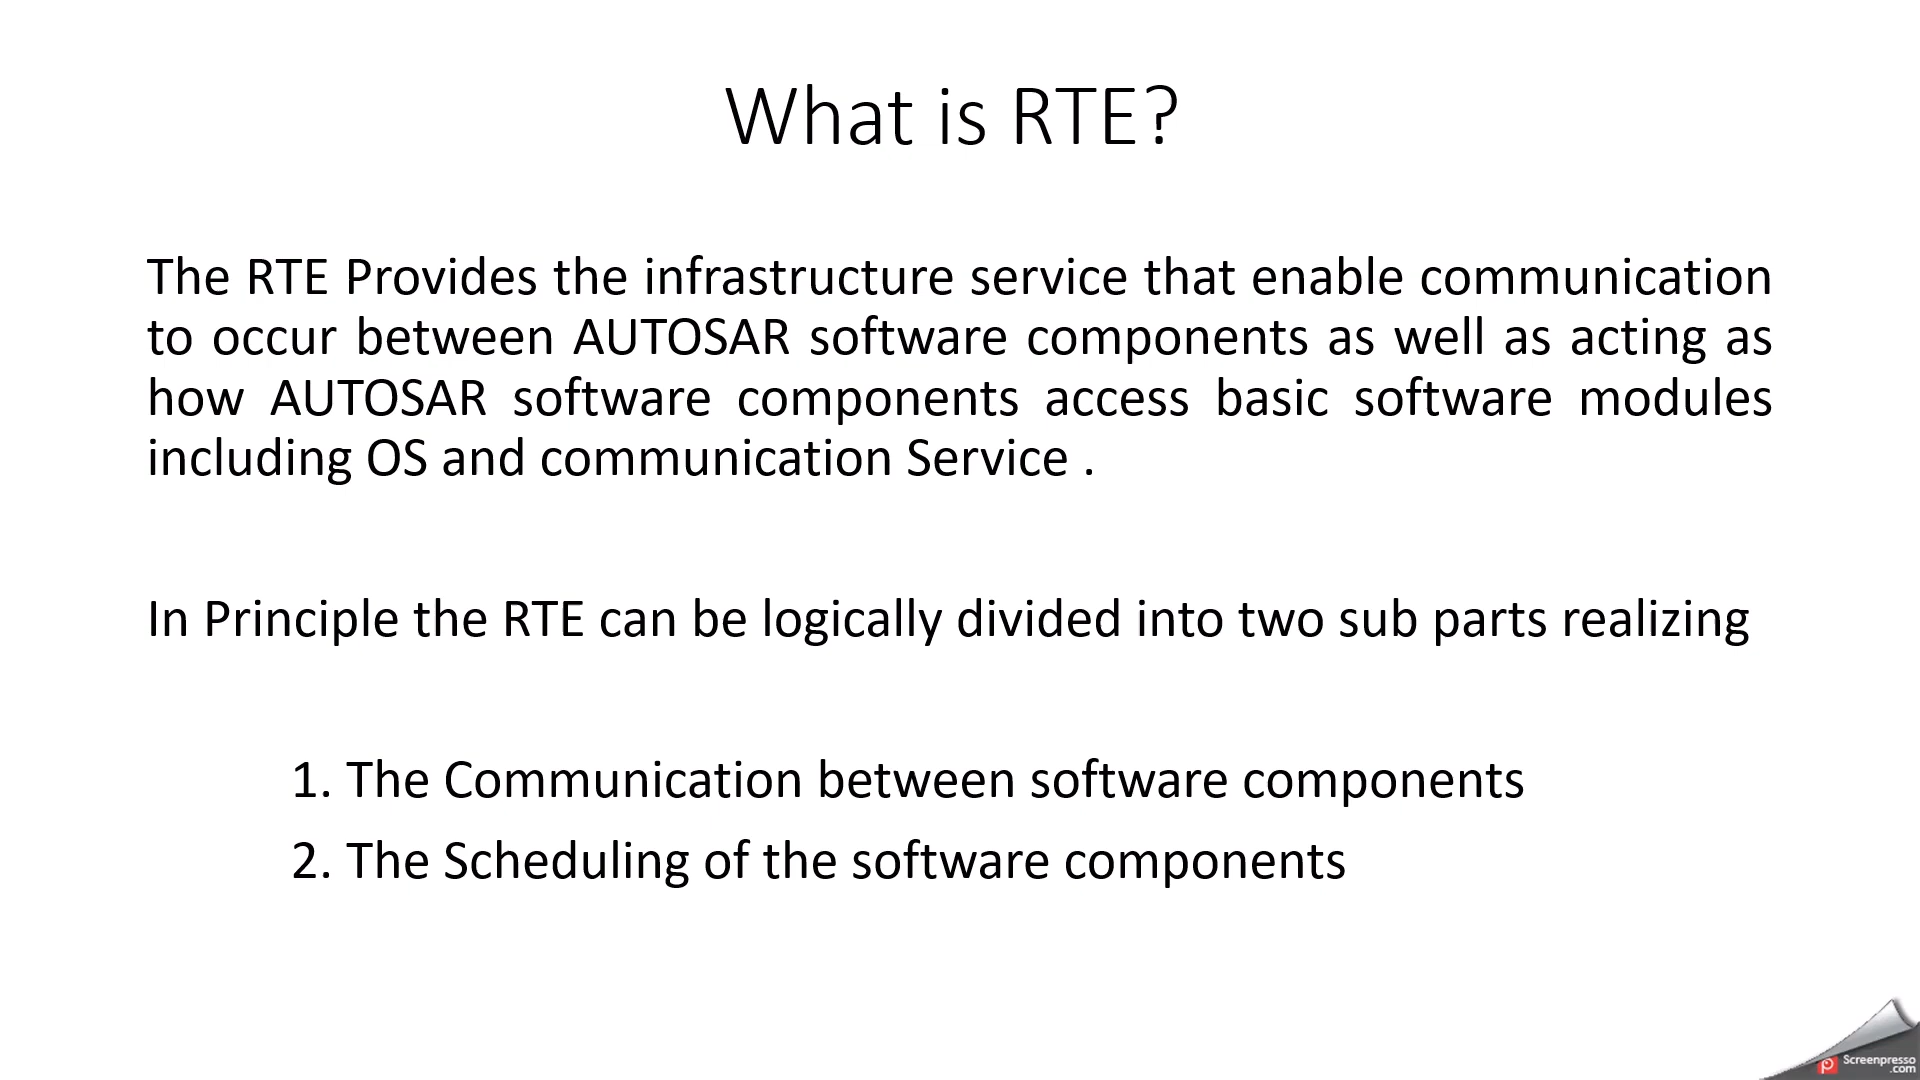 What is RTE?
The RTE Provides the infrastructure service that enable communication
to occur between AUTOSAR software components as well as acting as
how AUTOSAR software components access basic software modules
including OS and communication Service .
In Principle the RTE can be logically divided into two sub parts realizing
1. The Communication between software components
2. The Scheduling of the software components
Screenpresso
.com